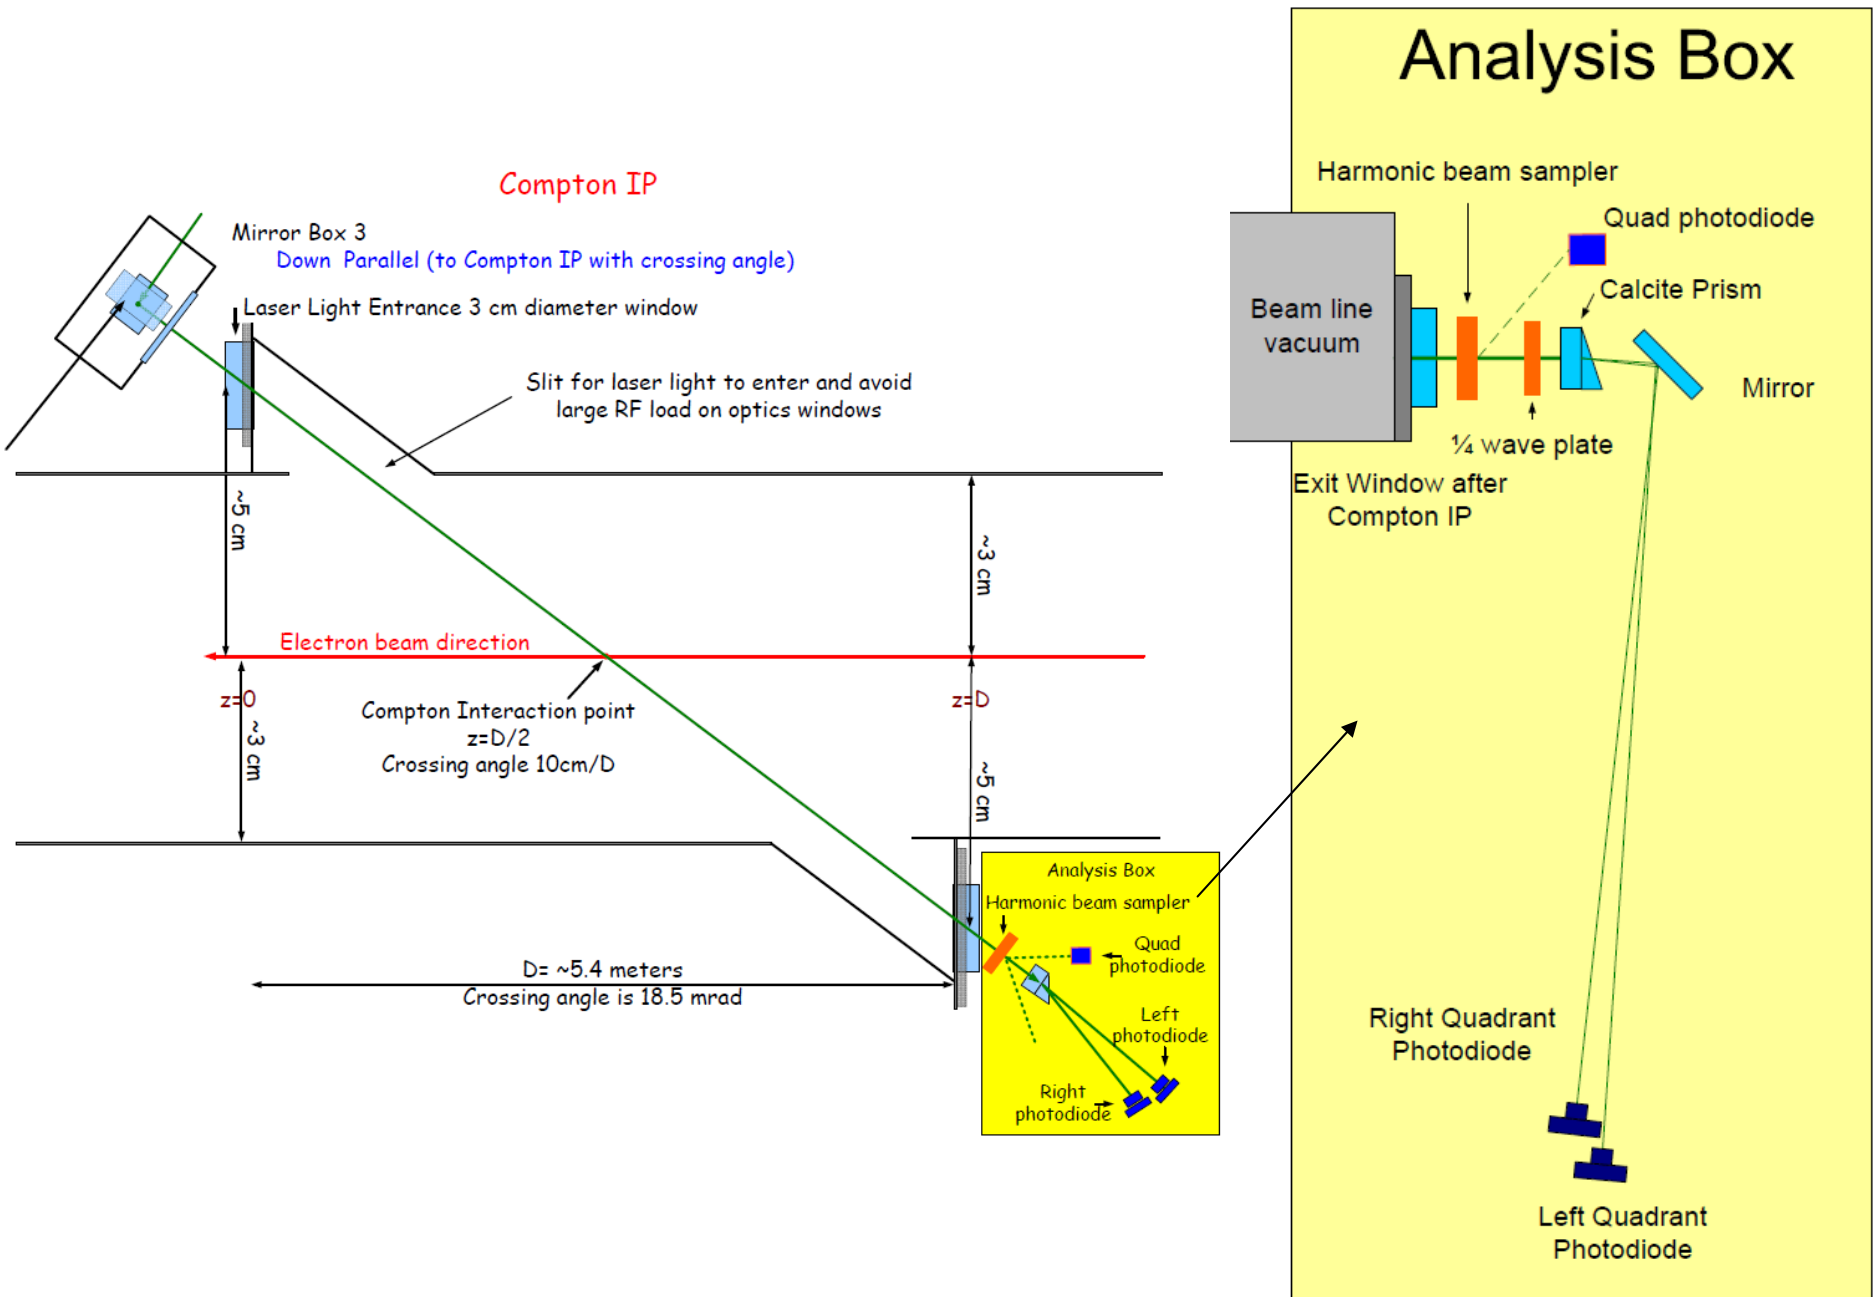 Compton IP
Mirror Box 3
Down Parallel (to Compton IP with crossing angle)
Laser Light Entrance 3 cm diameter window
Slit for laser light to enter and avoid
large RF load on optics windows
~5 cm
~3 cm
Electron beam direction
z=0
z=D
Compton Interaction point
z=D/2
Crossing angle 10cm/D
~3 cm
~5 cm
D= ~5.4 meters
Crossing angle is 18.5 mrad
Analysis Box
Harmonic beam sampler
Quad
photodiode
Left
photodiode
Right
photodiode
Analysis Box
Harmonic beam sampler
Quad photodiode
Calcite Prism
Beam line
vacuum
Mirror
¼ wave plate
Exit Window after
Compton IP
Right Quadrant
Photodiode
Left Quadrant
Photodiode